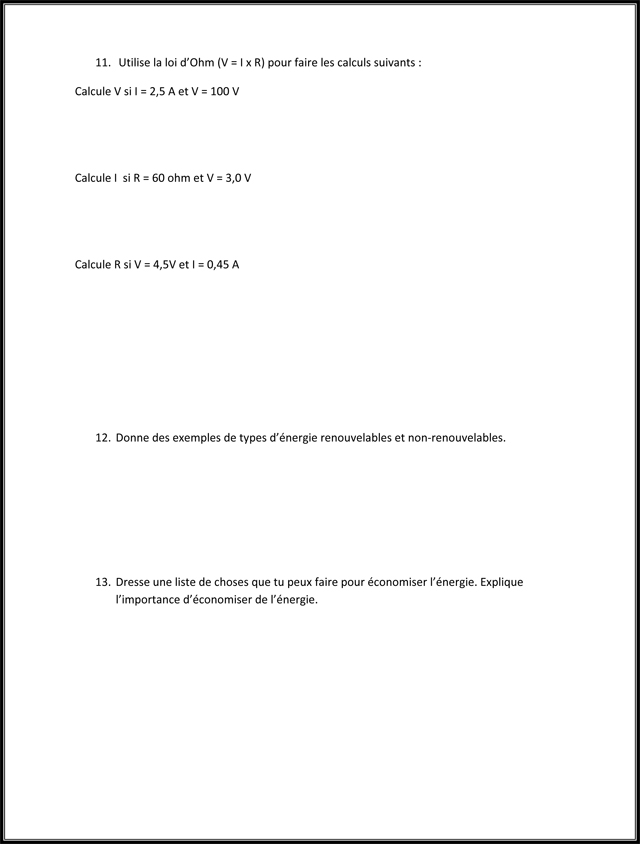 11. Utilise la loi d’Ohm (V = I x R) pour faire les calculs suivants :
Calcule V si I = 2,5 A et V = 100 V
Calcule I si R = 60 ohm et V = 3,0 V
Calcule R si V = 4,5V et I = 0,45 A
12. Donne des exemples de types d’énergie renouvelables et non-renouvelables.
13. Dresse une liste de choses que tu peux faire pour économiser l’énergie. Explique
l’importance d’économiser de l’énergie.